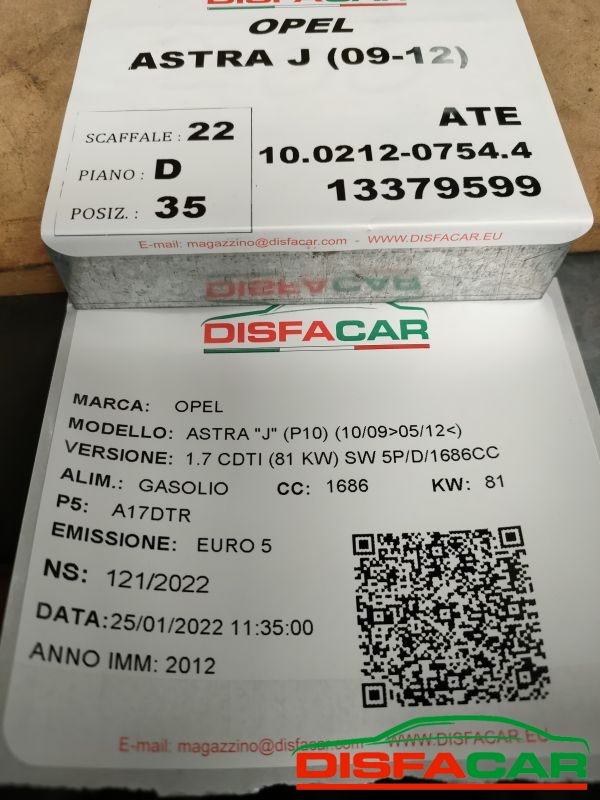 DISFACAR
OPEL
ASTRA J (09-12)
ATE
SCAFFALE : 22
10.0212-0754.4
PIANO : D
13379599
POSIZ. : 35
E-mail: magazzino@disfacar.com - WWW.DISFACAR.EU
DISFACAR
MARCA: OPEL
MODELLO: ASTRA "J" (P10) (10/09>05/12<)
VERSIONE: 1.7 CDTI (81 KW) SW 5P/D/1686CC
ALIM.: GASOLIO CC: 1686 KW: 81
P5: A17DTR
EMISSIONE: EURO 5
NS: 121/2022
DATA:25/01/2022 11:35:00
ANNO IMM: 2012
E-mail: magazzino@disfacar.com - WWW.DISFACAR.EU
DISFACAR